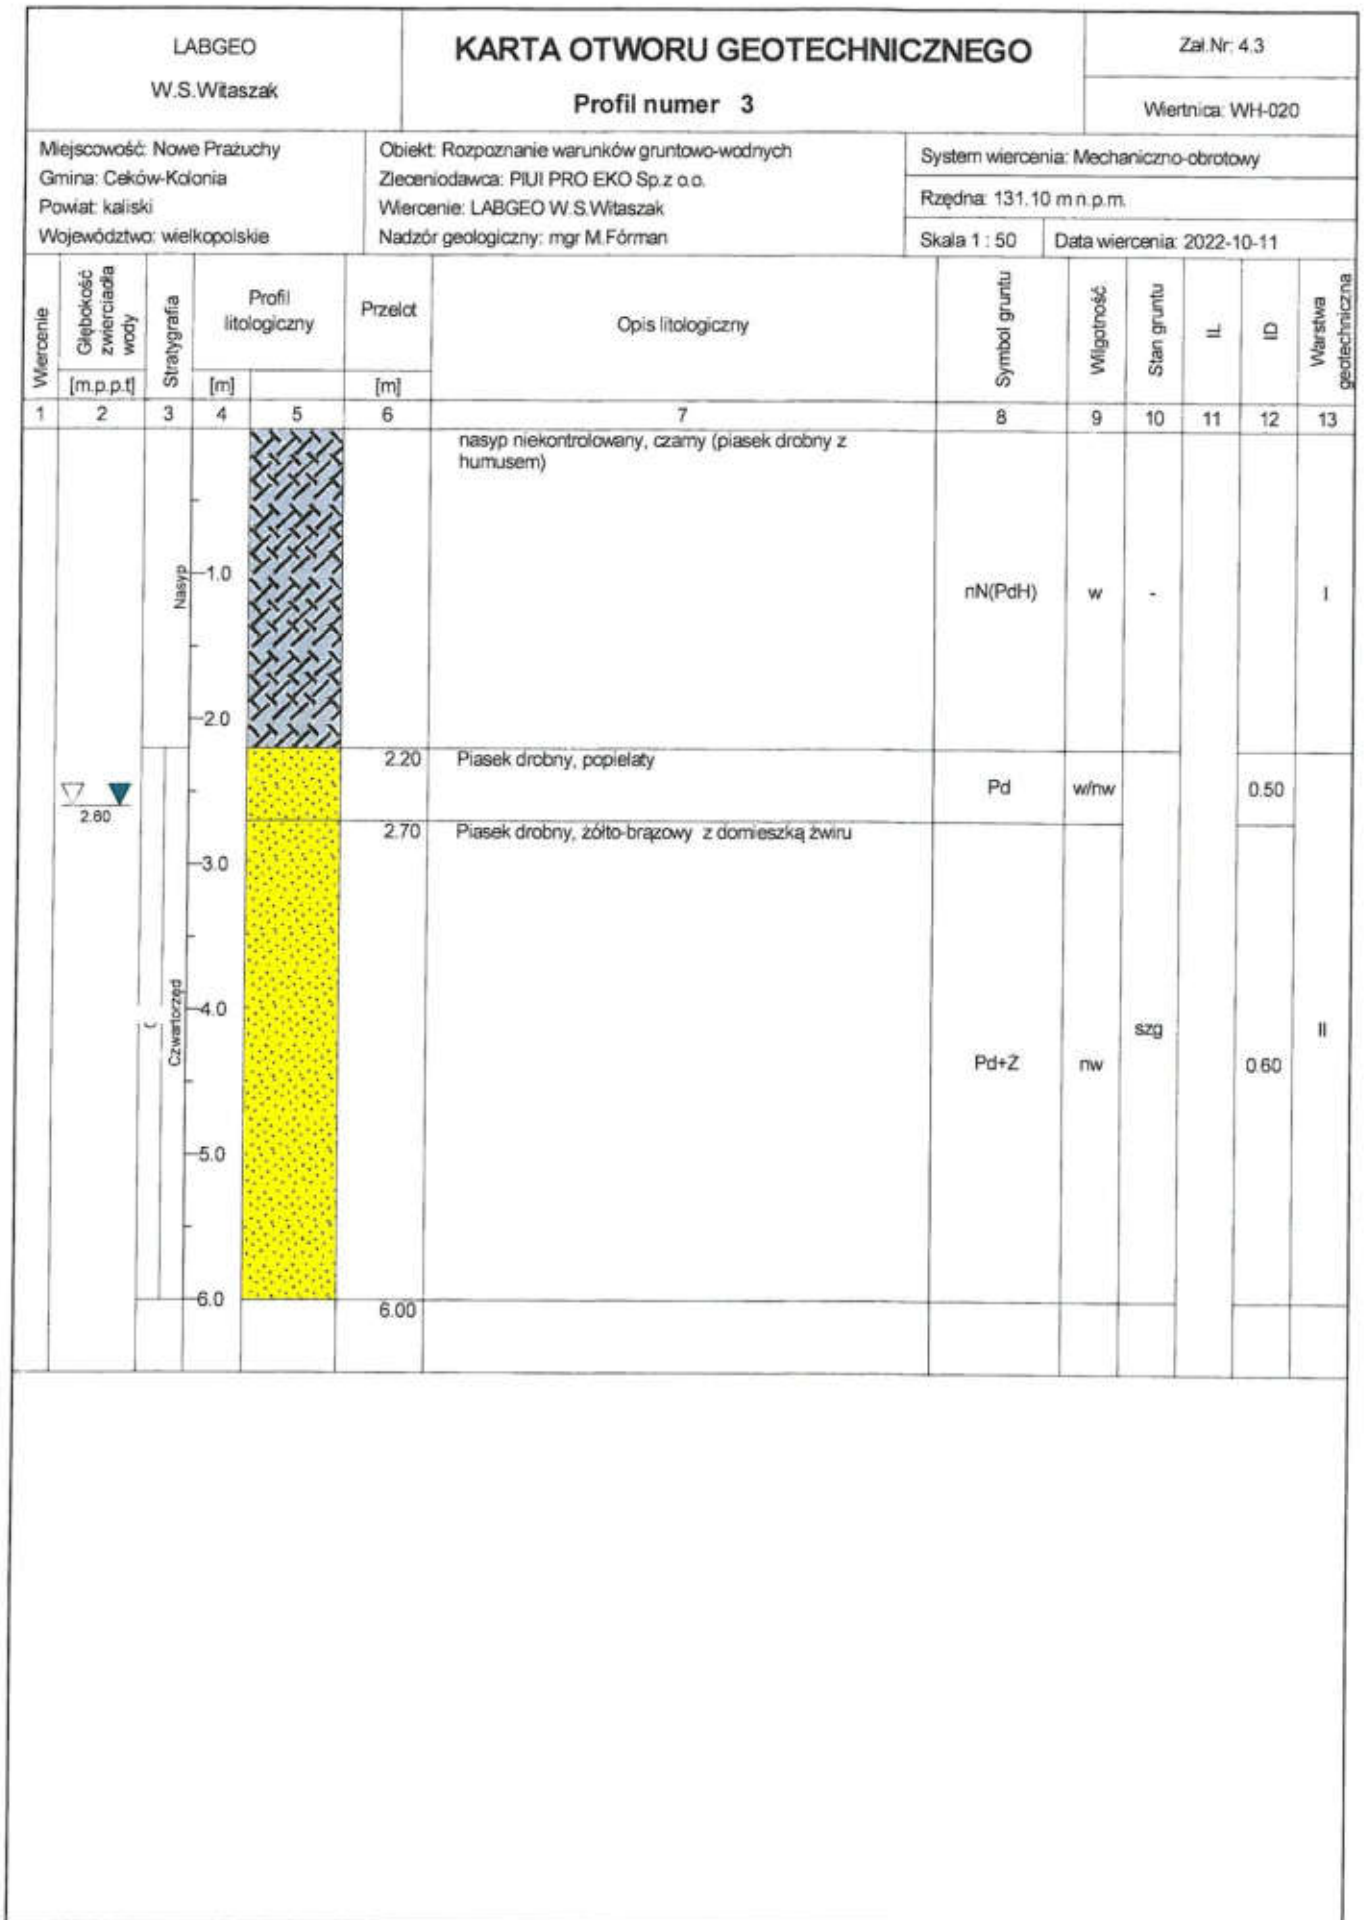 LABGEO
W.S.Witaszak
KARTA OTWORU GEOTECHNICZNEGO
Profil numer 3
Zał.Nr: 4.3
Wiertnica: WH-020
Miejscowość: Nowe Prażuchy
Gmina: Ceków-Kolonia
Powiat: kaliski
Województwo: wielkopolskie
Obiekt: Rozpoznanie warunków gruntowo-wodnych
Zleceniodawca: PIUI PRO EKO Sp.z o.o.
Wiercenie: LABGEO W.S.Witaszak
Nadzór geologiczny: mgr M.Fórman
System wiercenia: Mechaniczno-obrotowy
Rzędna: 131.10 m n.p.m.
Skala 1 : 50 Data wiercenia: 2022-10-11
Wiercenie
Głębokość zwierciadła wody
[m.p.p.t]
Stratygrafia
Profil litologiczny
[m]
Przelot
[m]
Opis litologiczny
Symbol gruntu
Wilgotność
Stan gruntu
IL
ID
Warstwa geotechniczna
1 2 3 4 5 6 7 8 9 10 11 12 13
nasyp niekontrolowany, czarny (piasek drobny z
humusem)
Nasyp
1.0
nN(PdH) w - I
2.0
2.20 Piasek drobny, popielaty
Pd w/nw 0.50
2.60
2.70 Piasek drobny, żółto-brązowy z domieszką żwiru
3.0
Czwartorzęd
4.0
szg II
Pd+Ż nw 0.60
5.0
6.0
6.00